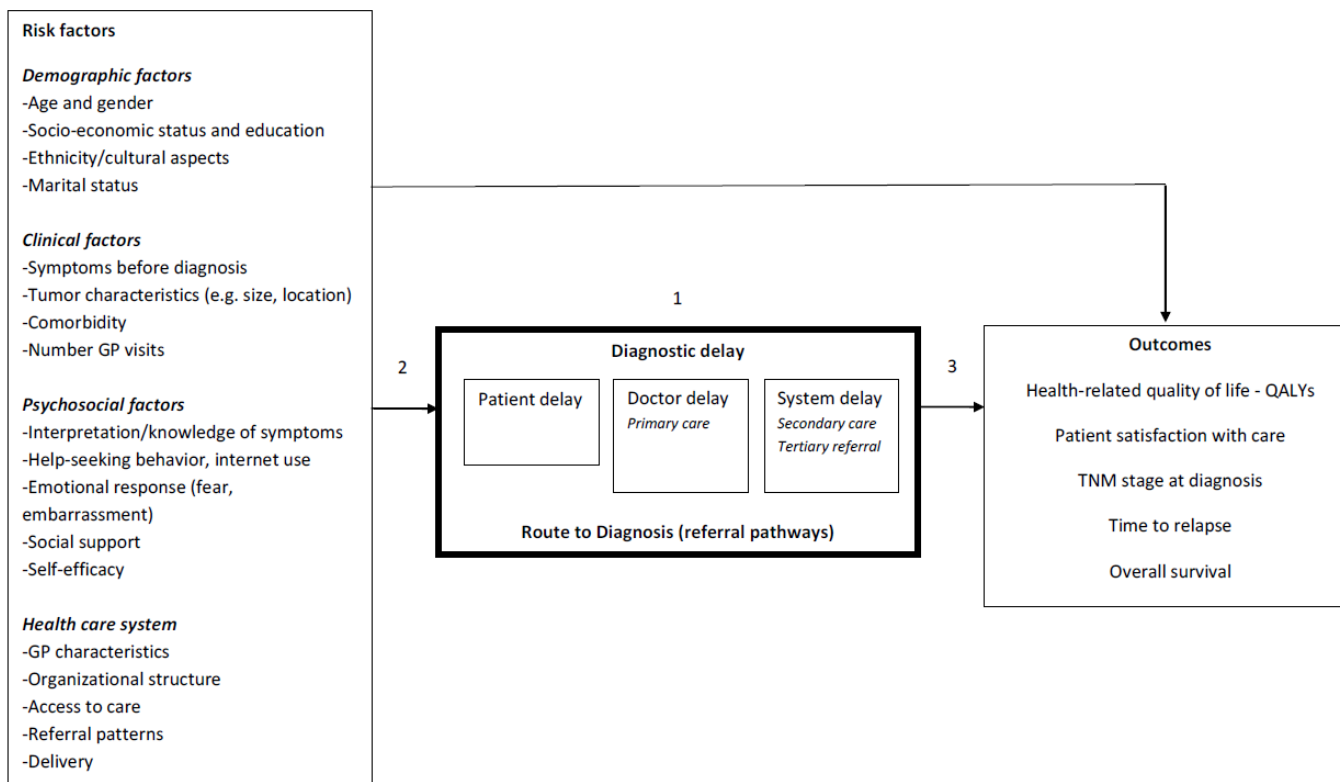 Risk factors
Demographic factors
-Age and gender
-Socio-economic status and education
-Ethnicity/cultural aspects
-Marital status
Clinical factors
-Symptoms before diagnosis
-Tumor characteristics (e.g. size, location)
-Comorbidity
-Number GP visits
Psychosocial factors
-Interpretation/knowledge of symptoms
-Help-seeking behavior, internet use
-Emotional response (fear,
embarrassment)
-Social support
-Self-efficacy
Health care system
-GP characteristics
-Organizational structure
-Access to care
-Referral patterns
-Delivery
2
1
Diagnostic delay
Patient delay
Doctor delay
Primary care
System delay
Secondary care
Tertiary referral
Route to Diagnosis (referral pathways)
3
Outcomes
Health-related quality of life - QALYs
Patient satisfaction with care
TNM stage at diagnosis
Time to relapse
Overall survival